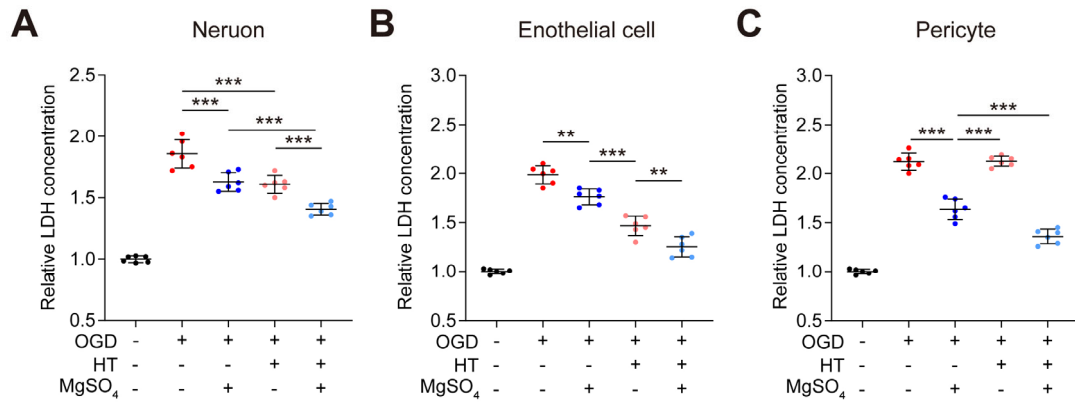 A
Neruon
Relative LDH concentration
2.5
2.0
1.5
1.0
0.5
***
***
***
***
OGD - + + + +
HT - - - + +
MgSO4 - - + - +
B
Enothelial cell
Relative LDH concentration
3.0
2.5
2.0
1.5
1.0
0.5
**
***
**
OGD - + + + +
HT - - - + +
MgSO4 - - + - +
C
Pericyte
Relative LDH concentration
3.0
2.5
2.0
1.5
1.0
0.5
***
***
***
OGD - + + + +
HT - - - + +
MgSO4 - - + - +